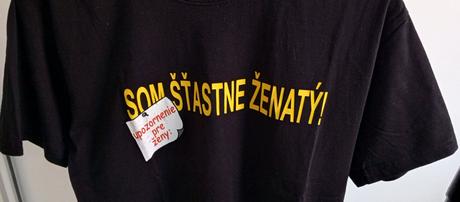 SOM ŠŤASTNE ŽENATÝ!
upozornenie
pre
ženy: